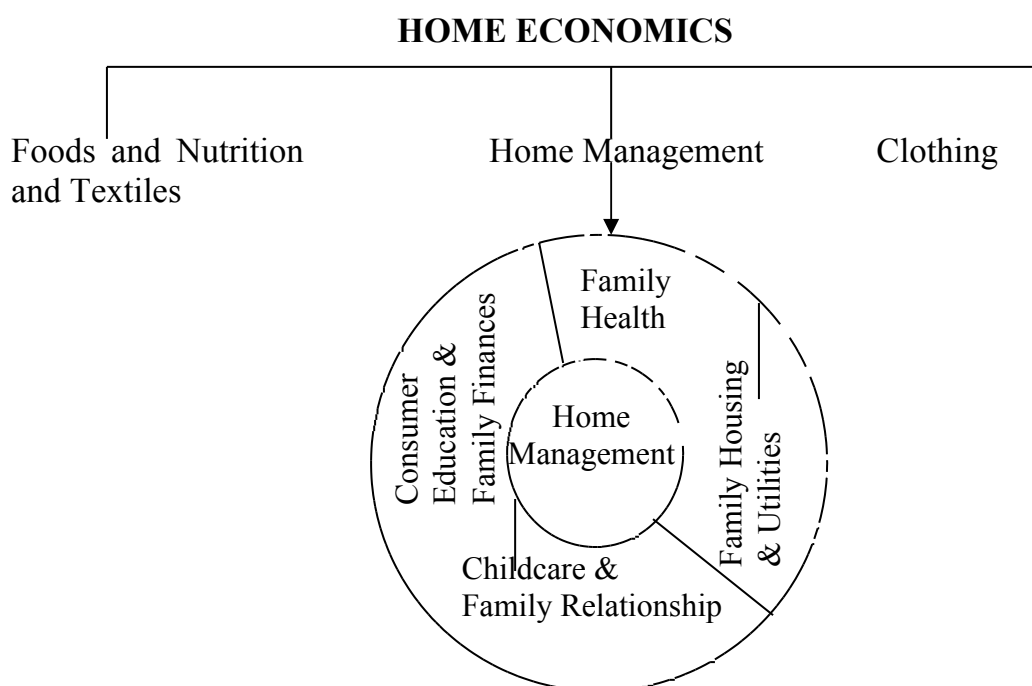 HOME ECONOMICS
Foods and Nutrition
and Textiles
Home Management
Clothing
Family
Health
Consumer
Education &
Family Finances
Home
Management
Family Housing
& Utilities
Childcare &
Family Relationship